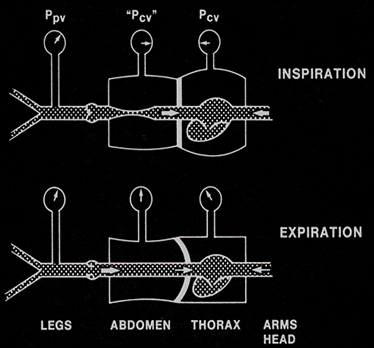 Ppv "Pcv" Pcv
INSPIRATION
EXPIRATION
LEGS ABDOMEN THORAX ARMS
HEAD